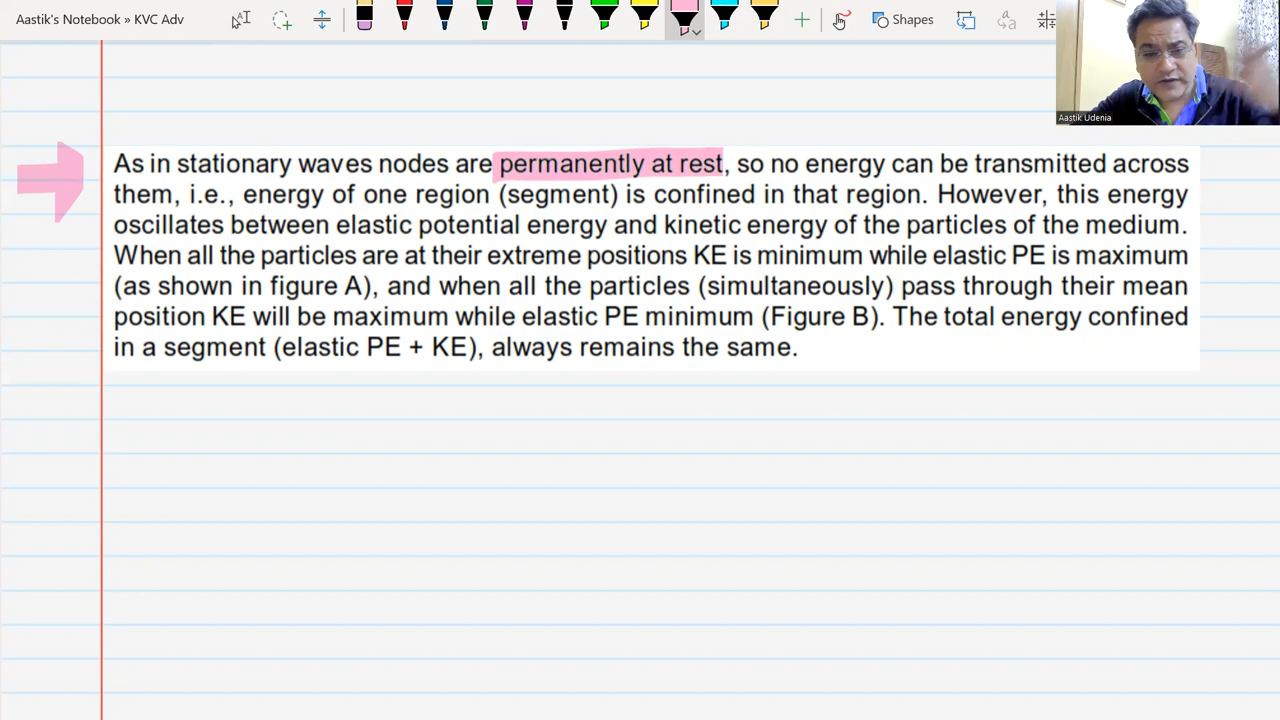 Aastik's Notebook » KVC Adv
Shapes
Aastik Udenia
As in stationary waves nodes are permanently at rest, so no energy can be transmitted across
them, i.e., energy of one region (segment) is confined in that region. However, this energy
oscillates between elastic potential energy and kinetic energy of the particles of the medium.
When all the particles are at their extreme positions KE is minimum while elastic PE is maximum
(as shown in figure A), and when all the particles (simultaneously) pass through their mean
position KE will be maximum while elastic PE minimum (Figure B). The total energy confined
in a segment (elastic PE + KE), always remains the same.